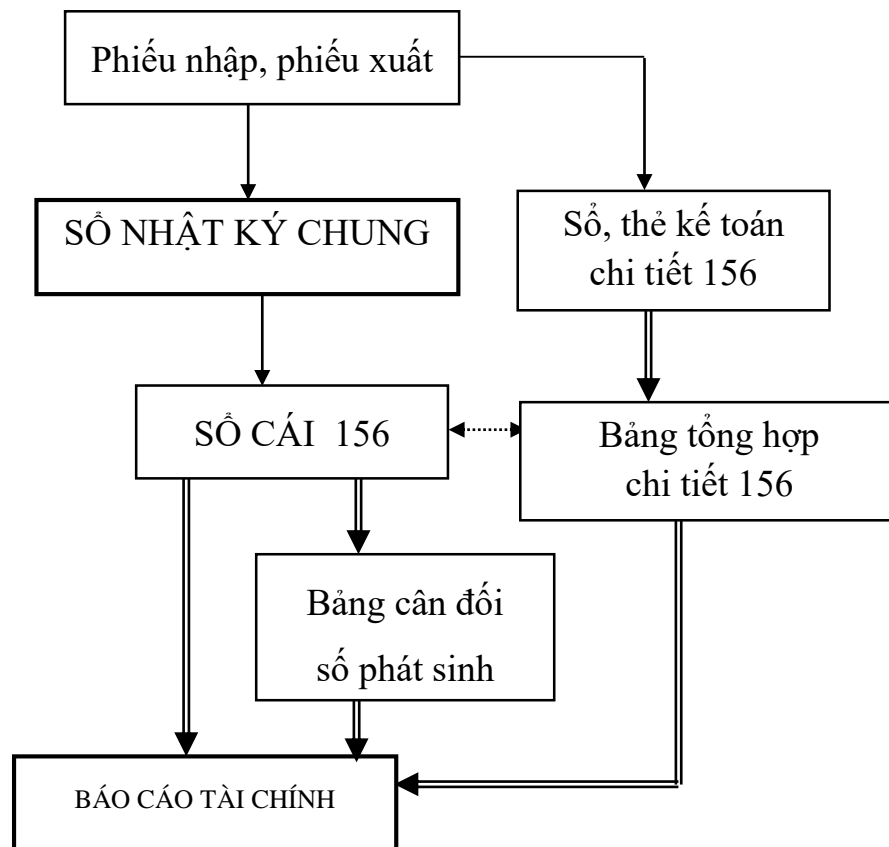 Phiếu nhập, phiếu xuất
SỔ NHẬT KÝ CHUNG
Sổ, thẻ kế toán
chi tiết 156
SỔ CÁI 156
Bảng tổng hợp
chi tiết 156
Bảng cân đối
số phát sinh
BÁO CÁO TÀI CHÍNH